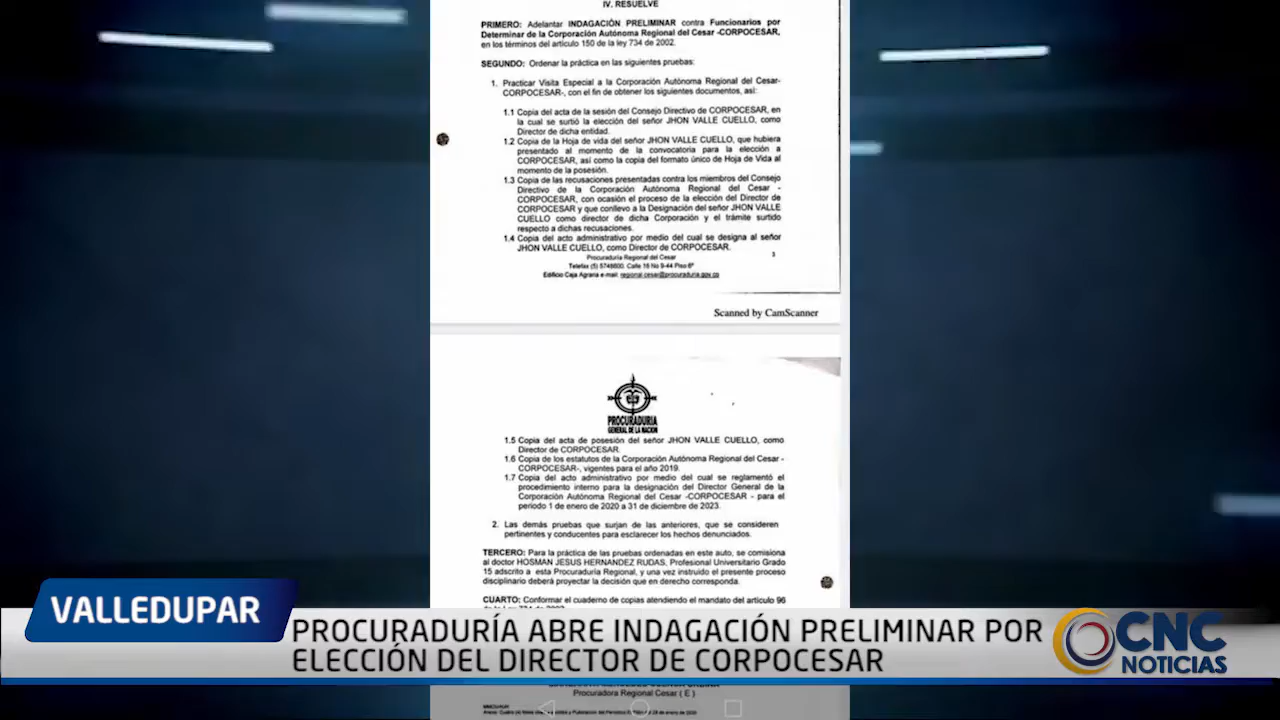 IV. RESUELVE
PRIMERO: Adelantar INDAGACIÓN PRELIMINAR contra Funcionarios por
Determinar de la Corporación Autónoma Regional del Cesar -CORPOCESAR,
en los términos del artículo 150 de la ley 734 de 2002.
SEGUNDO: Ordenar la práctica en las siguientes pruebas:
1. Practicar Visita Especial a la Corporación Autónoma Regional del Cesar-
CORPOCESAR-, con el fin de obtener los siguientes documentos, así:
1.1 Copia del acta de la sesión del Consejo Directivo de CORPOCESAR, en
la cual se surtió la elección del señor JHON VALLE CUELLO, como
Director de dicha entidad.
1.2 Copia de la Hoja de vida del señor JHON VALLE CUELLO, que hubiera
presentado al momento de la convocatoria para la elección a
CORPOCESAR, así como la copia del formato único de Hoja de Vida al
momento de la posesión.
1.3 Copia de las recusaciones presentadas contra los miembros del Consejo
Directivo de la Corporación Autónoma Regional del Cesar -
CORPOCESAR, con ocasión el proceso de la elección del Director de
CORPOCESAR y que conllevo a la Designación del señor JHON VALLE
CUELLO como director de dicha Corporación y el trámite surtido
respecto a dichas recusaciones.
1.4 Copia del acto administrativo por medio del cual se designa al señor
JHON VALLE CUELLO, como Director de CORPOCESAR.
3
Procuraduría Regional del Cesar
Telefax (5) 5748600. Calle 16 No 9-44 Piso 6º
Edificio Caja Agraria e-mail: regional.cesar@procuraduria.gov.co
Scanned by CamScanner
PROCURADURIA
GENERAL DE LA NACION
1.5 Copia del acta de posesión del señor JHON VALLE CUELLO, como
Director de CORPOCESAR.
1.6 Copia de los estatutos de la Corporación Autónoma Regional del Cesar -
CORPOCESAR-, vigentes para el año 2019.
1.7 Copia del acto administrativo por medio del cual se reglamentó el
procedimiento interno para la designación del Director General de la
Corporación Autónoma Regional del Cesar -CORPOCESAR - para el
periodo 1 de enero de 2020 a 31 de diciembre de 2023.
2. Las demás pruebas que surjan de las anteriores, que se consideren
pertinentes y conducentes para esclarecer los hechos denunciados.
TERCERO: Para la práctica de las pruebas ordenadas en este auto, se comisiona
al doctor HOSMAN JESUS HERNANDEZ RUDAS, Profesional Universitario Grado
15 adscrito a esta Procuraduría Regional, y una vez instruido el presente proceso
disciplinario deberá proyectar la decisión que en derecho corresponda.
CUARTO: Conformar el cuaderno de copias atendiendo el mandato del artículo 96
VALLEDUPAR
PROCURADURÍA ABRE INDAGACIÓN PRELIMINAR POR
ELECCIÓN DEL DIRECTOR DE CORPOCESAR
CNC
NOTICIAS
Procuradora Regional Cesar ( E )